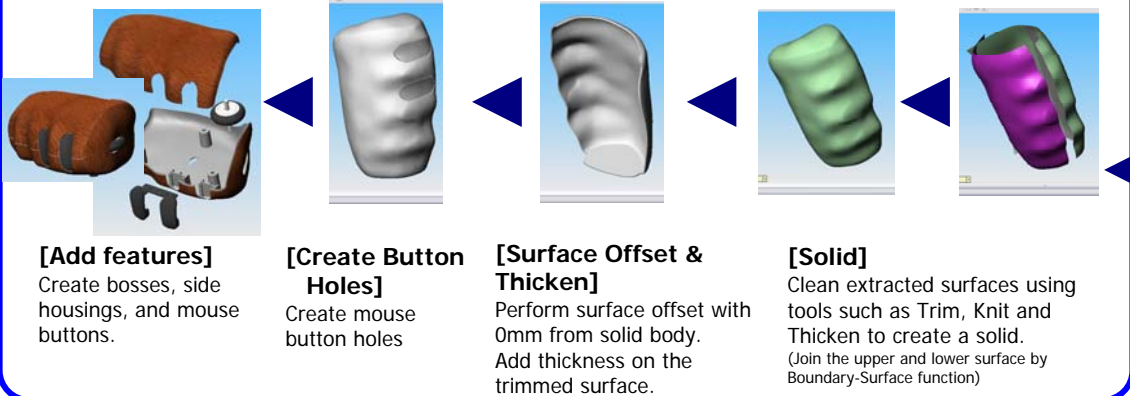 [Add features]
Create bosses, side
housings, and mouse
buttons.
[Create Button
Holes]
Create mouse
button holes
[Surface Offset &
Thicken]
Perform surface offset with
0mm from solid body.
Add thickness on the
trimmed surface.
[Solid]
Clean extracted surfaces using
tools such as Trim, Knit and
Thicken to create a solid.
(Join the upper and lower surface by
Boundary-Surface function)